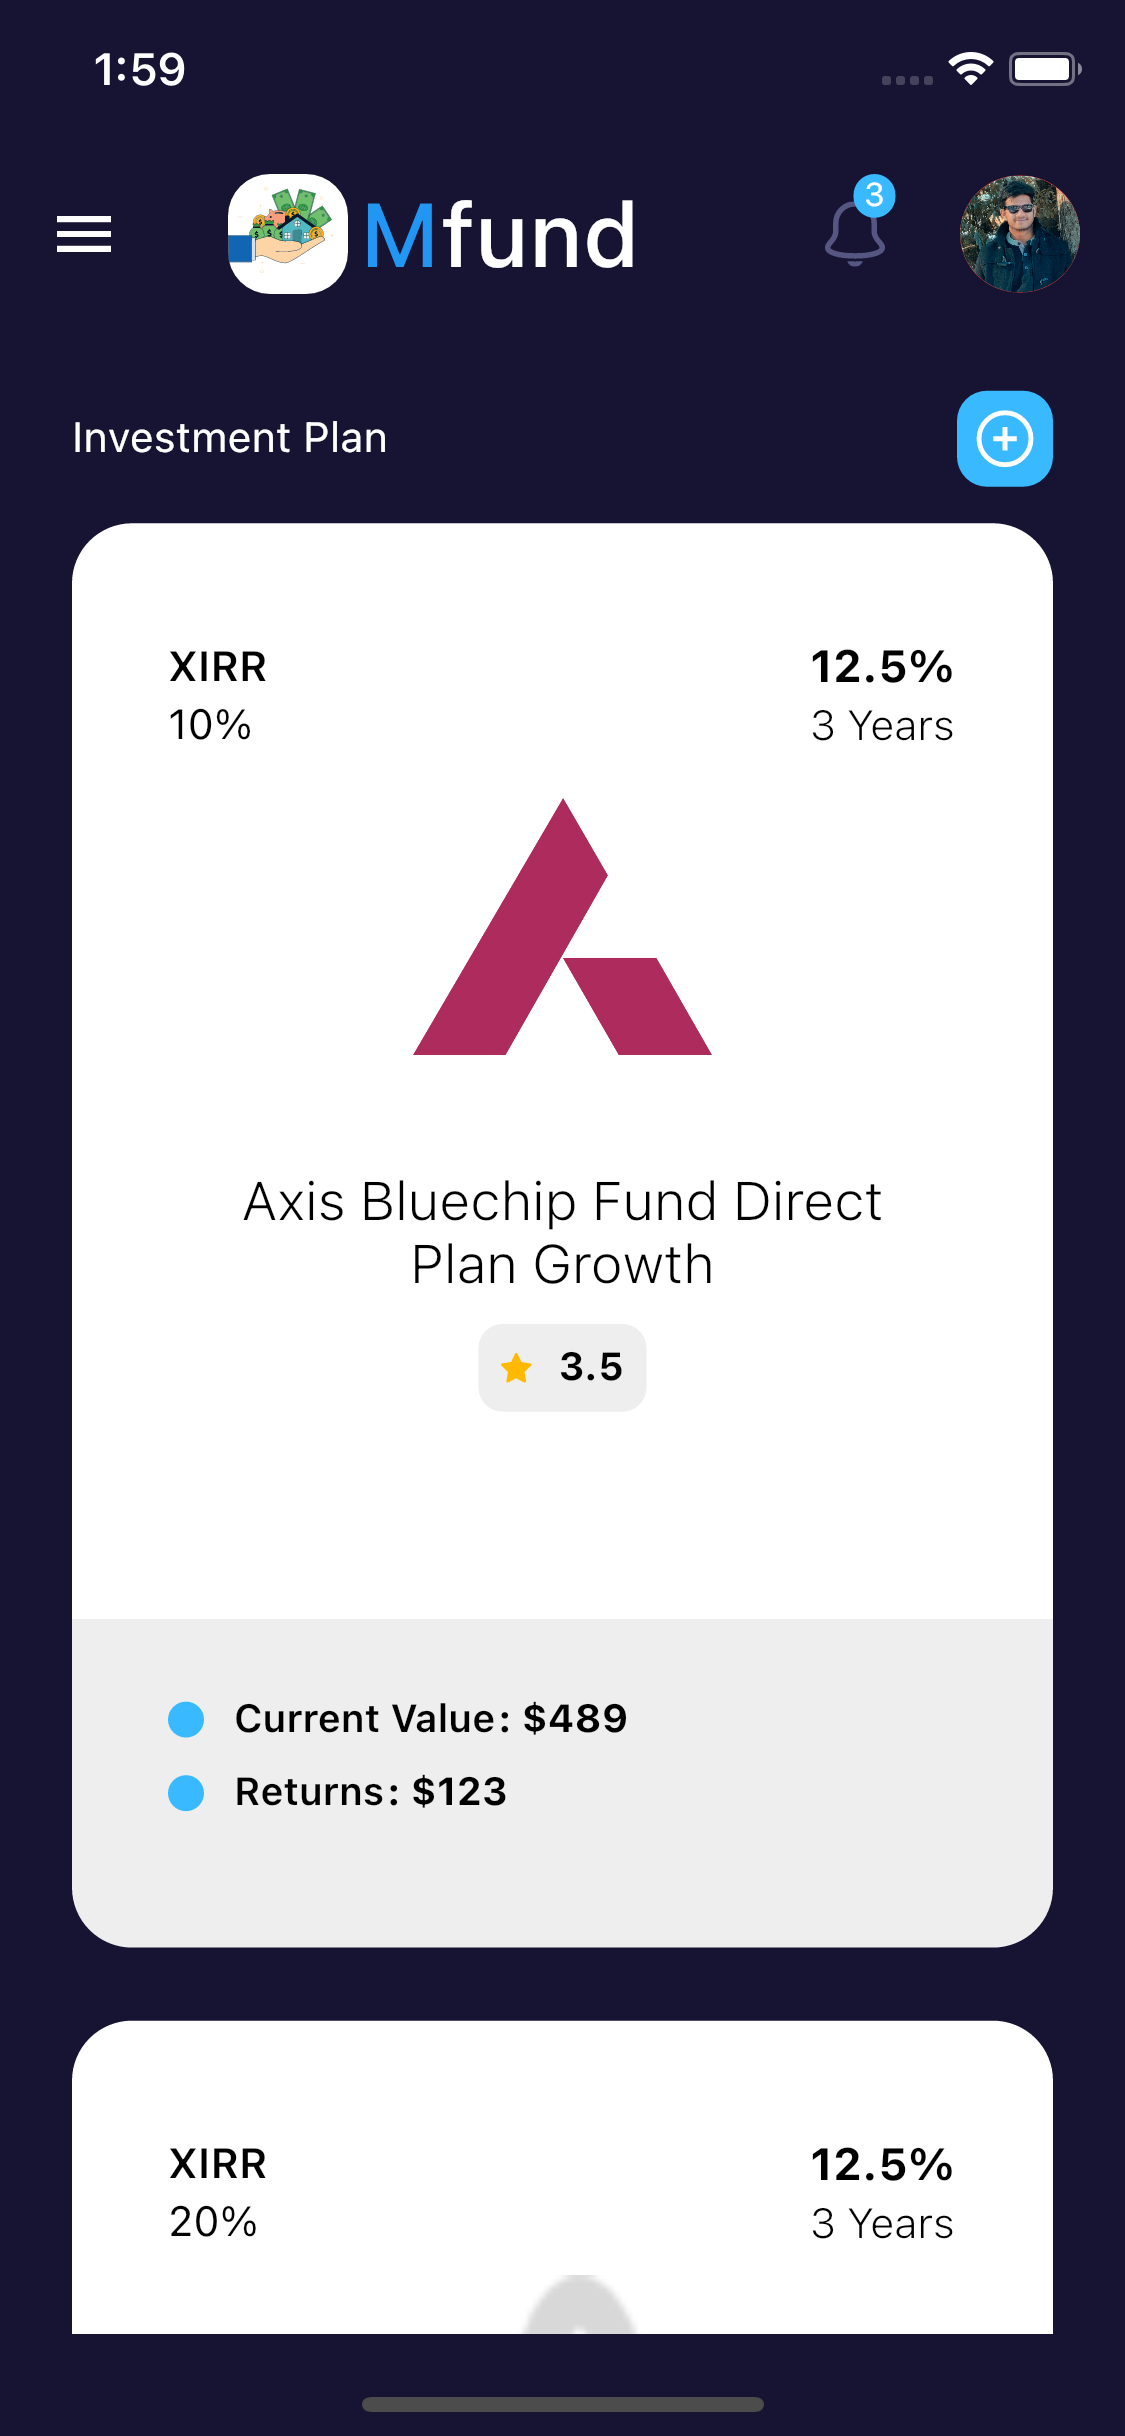 1:59
Mfund
3
Investment Plan
XIRR
12.5%
10%
3 Years
Axis Bluechip Fund Direct
Plan Growth
3.5
Current Value: $489
Returns: $123
XIRR
12.5%
20%
3 Years